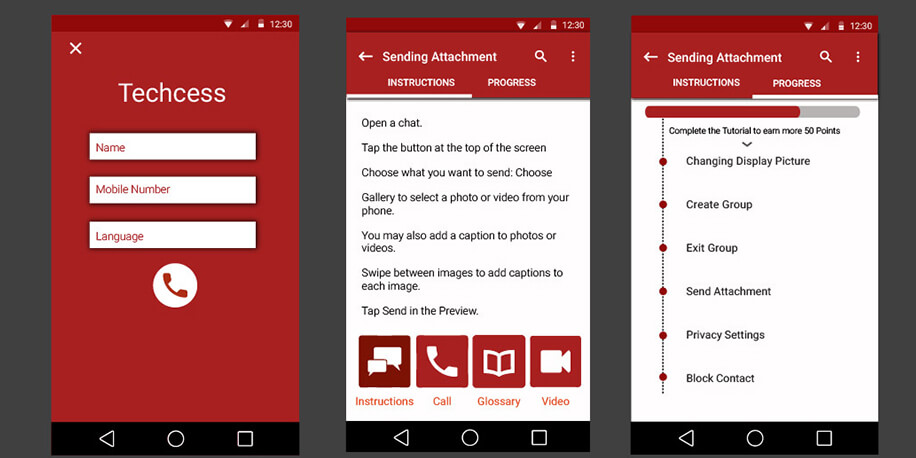 12:30
Techcess
Name
Mobile Number
Language
12:30
Sending Attachment
INSTRUCTIONS PROGRESS
Open a chat.
Tap the button at the top of the screen
Choose what you want to send: Choose
Gallery to select a photo or video from your
phone.
You may also add a caption to photos or
videos.
Swipe between images to add captions to
each image.
Tap Send in the Preview.
Instructions Call Glossary Video
12:30
Sending Attachment
INSTRUCTIONS PROGRESS
Complete the Tutorial to earn more 50 Points
Changing Display Picture
Create Group
Exit Group
Send Attachment
Privacy Settings
Block Contact